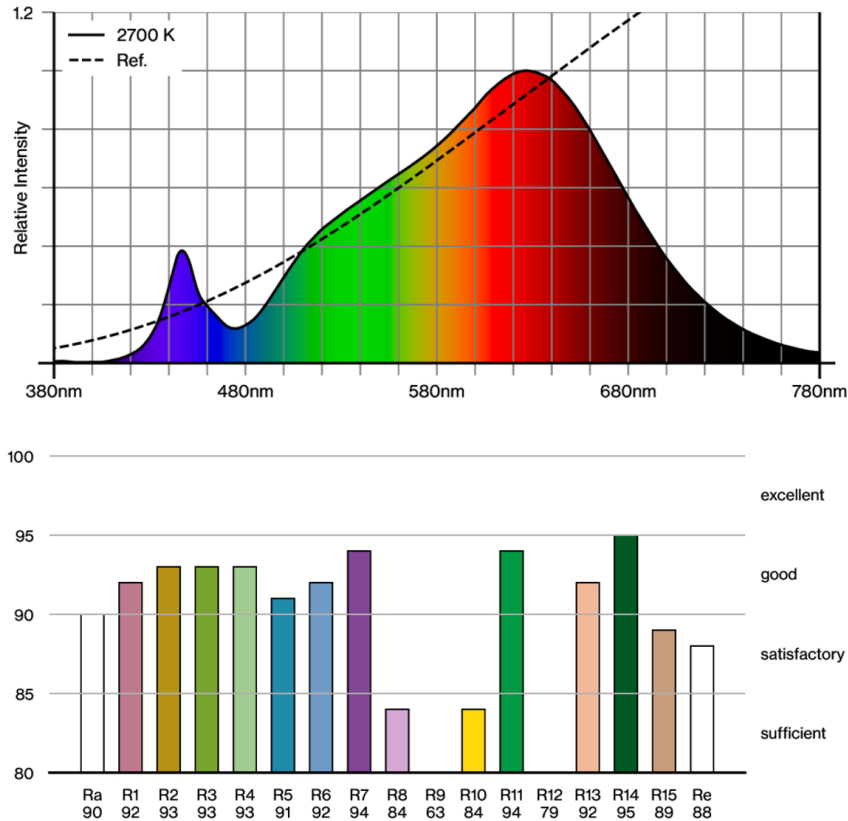 1.2
2700 K
Ref.
Relative Intensity
380nm 480nm 580nm 680nm 780nm
100
excellent
95
good
90
satisfactory
85
sufficient
80
Ra R1 R2 R3 R4 R5 R6 R7 R8 R9 R10 R11 R12 R13 R14 R15 Re
90 92 93 93 93 91 92 94 84 63 84 94 79 92 95 89 88